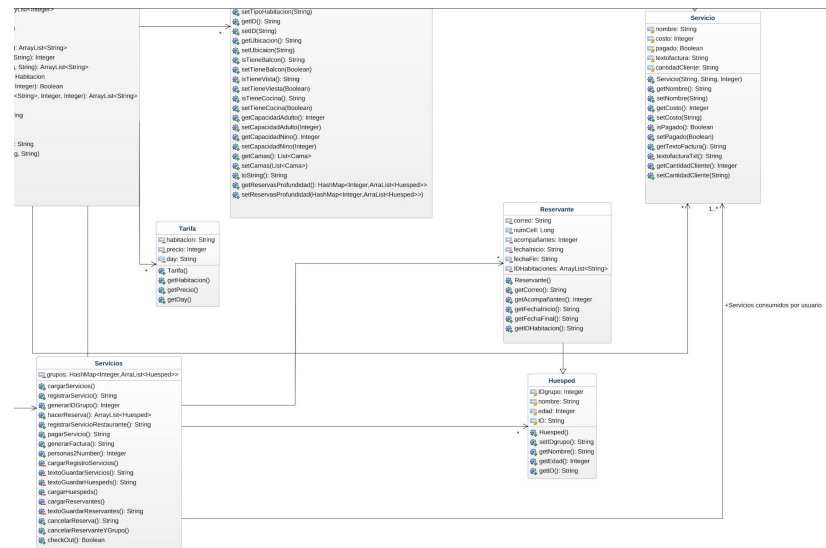 yList<Integer>
): ArrayList<String>
String): Integer
, String): ArrayList<String>
Habitacion
Integer): Boolean
<String>, Integer, Integer): ArrayList<String>
ing
: String
g, String)
*
setTipoHabitacion(String)
getID(): String
setID(String)
getUbicacion(): String
setUbicaion(String)
isTieneBalcon(): String
setTieneBalcon(Boolean)
isTieneVista(): String
setTieneViesta(Boolean)
isTieneCocina(): String
setTieneCocina(Boolean)
getCapacidadAdulto(): Integer
setCapacidadAdulto(Integer)
getCapacidadNino(): Integer
setCapacidadNino(Integer)
getCamas(): List<Cama>
setCamas(List<Cama>)
toString(): String
getReservasProfundidad(): HashMap<Integer,ArraList<Huesped>>
setReservasProfundidad(HashMap<Integer,ArraList<Huesped>>)
Servicio
nombre: String
costo: Integer
pagado: Boolean
textofactura: String
cantidadCliente: String
Servicio(String, String, Integer)
getNombre(): String
setNombre(String)
getCosto(): Integer
setCosto(String)
isPagado(): Boolean
setPagado(Boolean)
getTextoFactura(): String
textofacturaTxt(): String
getCantidadCliente(): Integer
setCantidadCliente(String)
*
1..*
+Servicios consumidos por usuario
Tarifa
habitacion: String
precio: Integer
day: String
Tarifa()
getHabitacion()
getPrecio()
getDay()
*
Reservante
correo: String
numCell: Long
acompañantes: Integer
fechaInicio: String
fechaFin: String
IDHabitaciones: ArrayList<String>
Reservante()
getCorreo(): String
getAcompañantes(): Integer
getFechaInicio(): String
getFechaFinal(): String
getIDHabitacion(): String
*
Servicios
grupos: HashMap<Integer,ArraList<Huesped>>
cargarServicios()
registrarServicio(): String
generarIDGrupo(): Integer
hacerReserva(): ArrayList<Huesped>
registrarServicioRestaurante(): String
pagarServicio(): String
generarFactura(): String
personas2Number(): Integer
cargarRegistroServicios()
textoGuardarServicios(): String
textoGuardarHuespeds(): String
cargarHuespeds()
cargarReservantes()
textoGuardarReservantes(): String
cancelarReserva(): String
cancelarReservanteYGrupo()
checkOut(): Boolean
Huesped
IDgrupo: Integer
nombre: String
edad: Integer
ID: String
Huesped()
setIDgrupo(): String
getNombre(): String
getEdad(): Integer
getID(): String
*